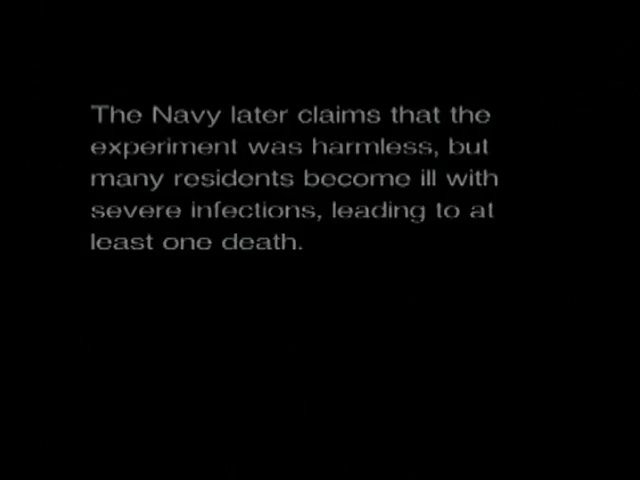 The Navy later claims that the
experiment was harmless, but
many residents become ill with
severe infections, leading to at
least one death.